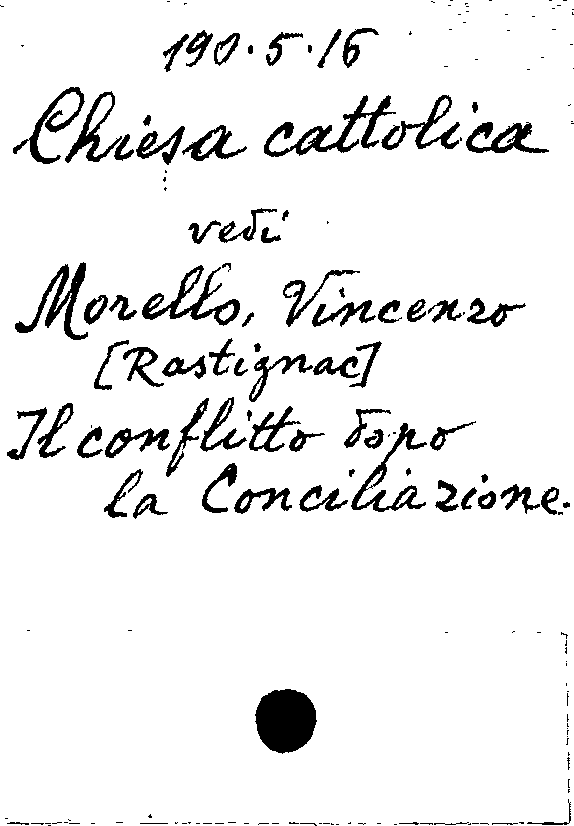 190.5.16
Chiesa cattolica
vedi
Morello, Vincenzo
[Rastignac]
Il conflitto dopo
la Conciliazione.